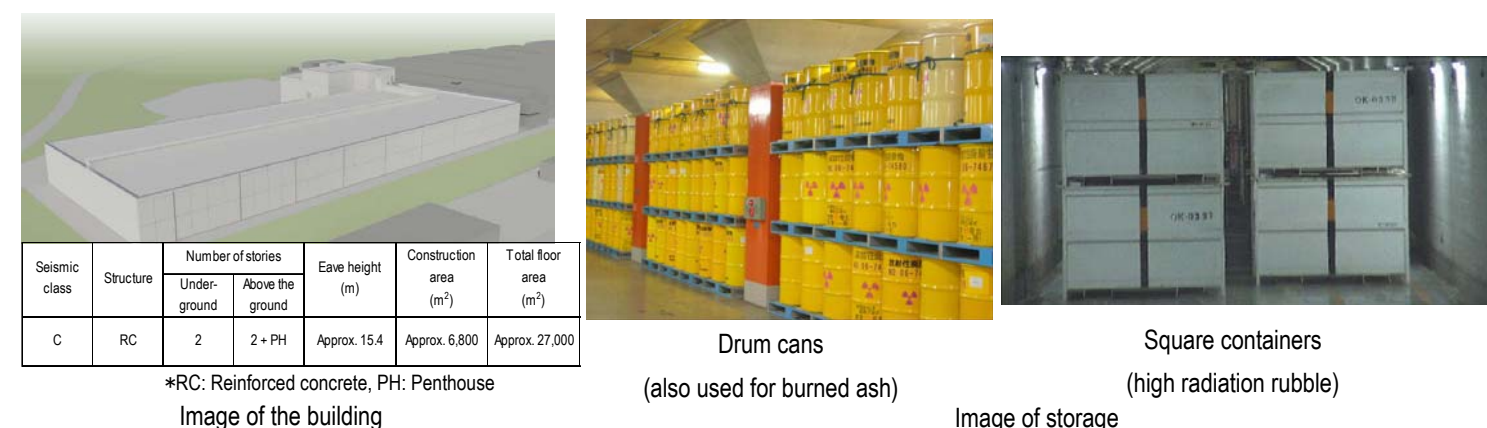 Seismic
class
Structure
Number of stories
Under-
ground
Above the
ground
Eave height
(m)
Construction
area
(m²)
Total floor
area
(m²)
C
RC
2
2 + PH
Approx. 15.4
Approx. 6,800
Approx. 27,000
*RC: Reinforced concrete, PH: Penthouse
Image of the building
Drum cans
(also used for burned ash)
OK-0331
Square containers
(high radiation rubble)
Image of storage